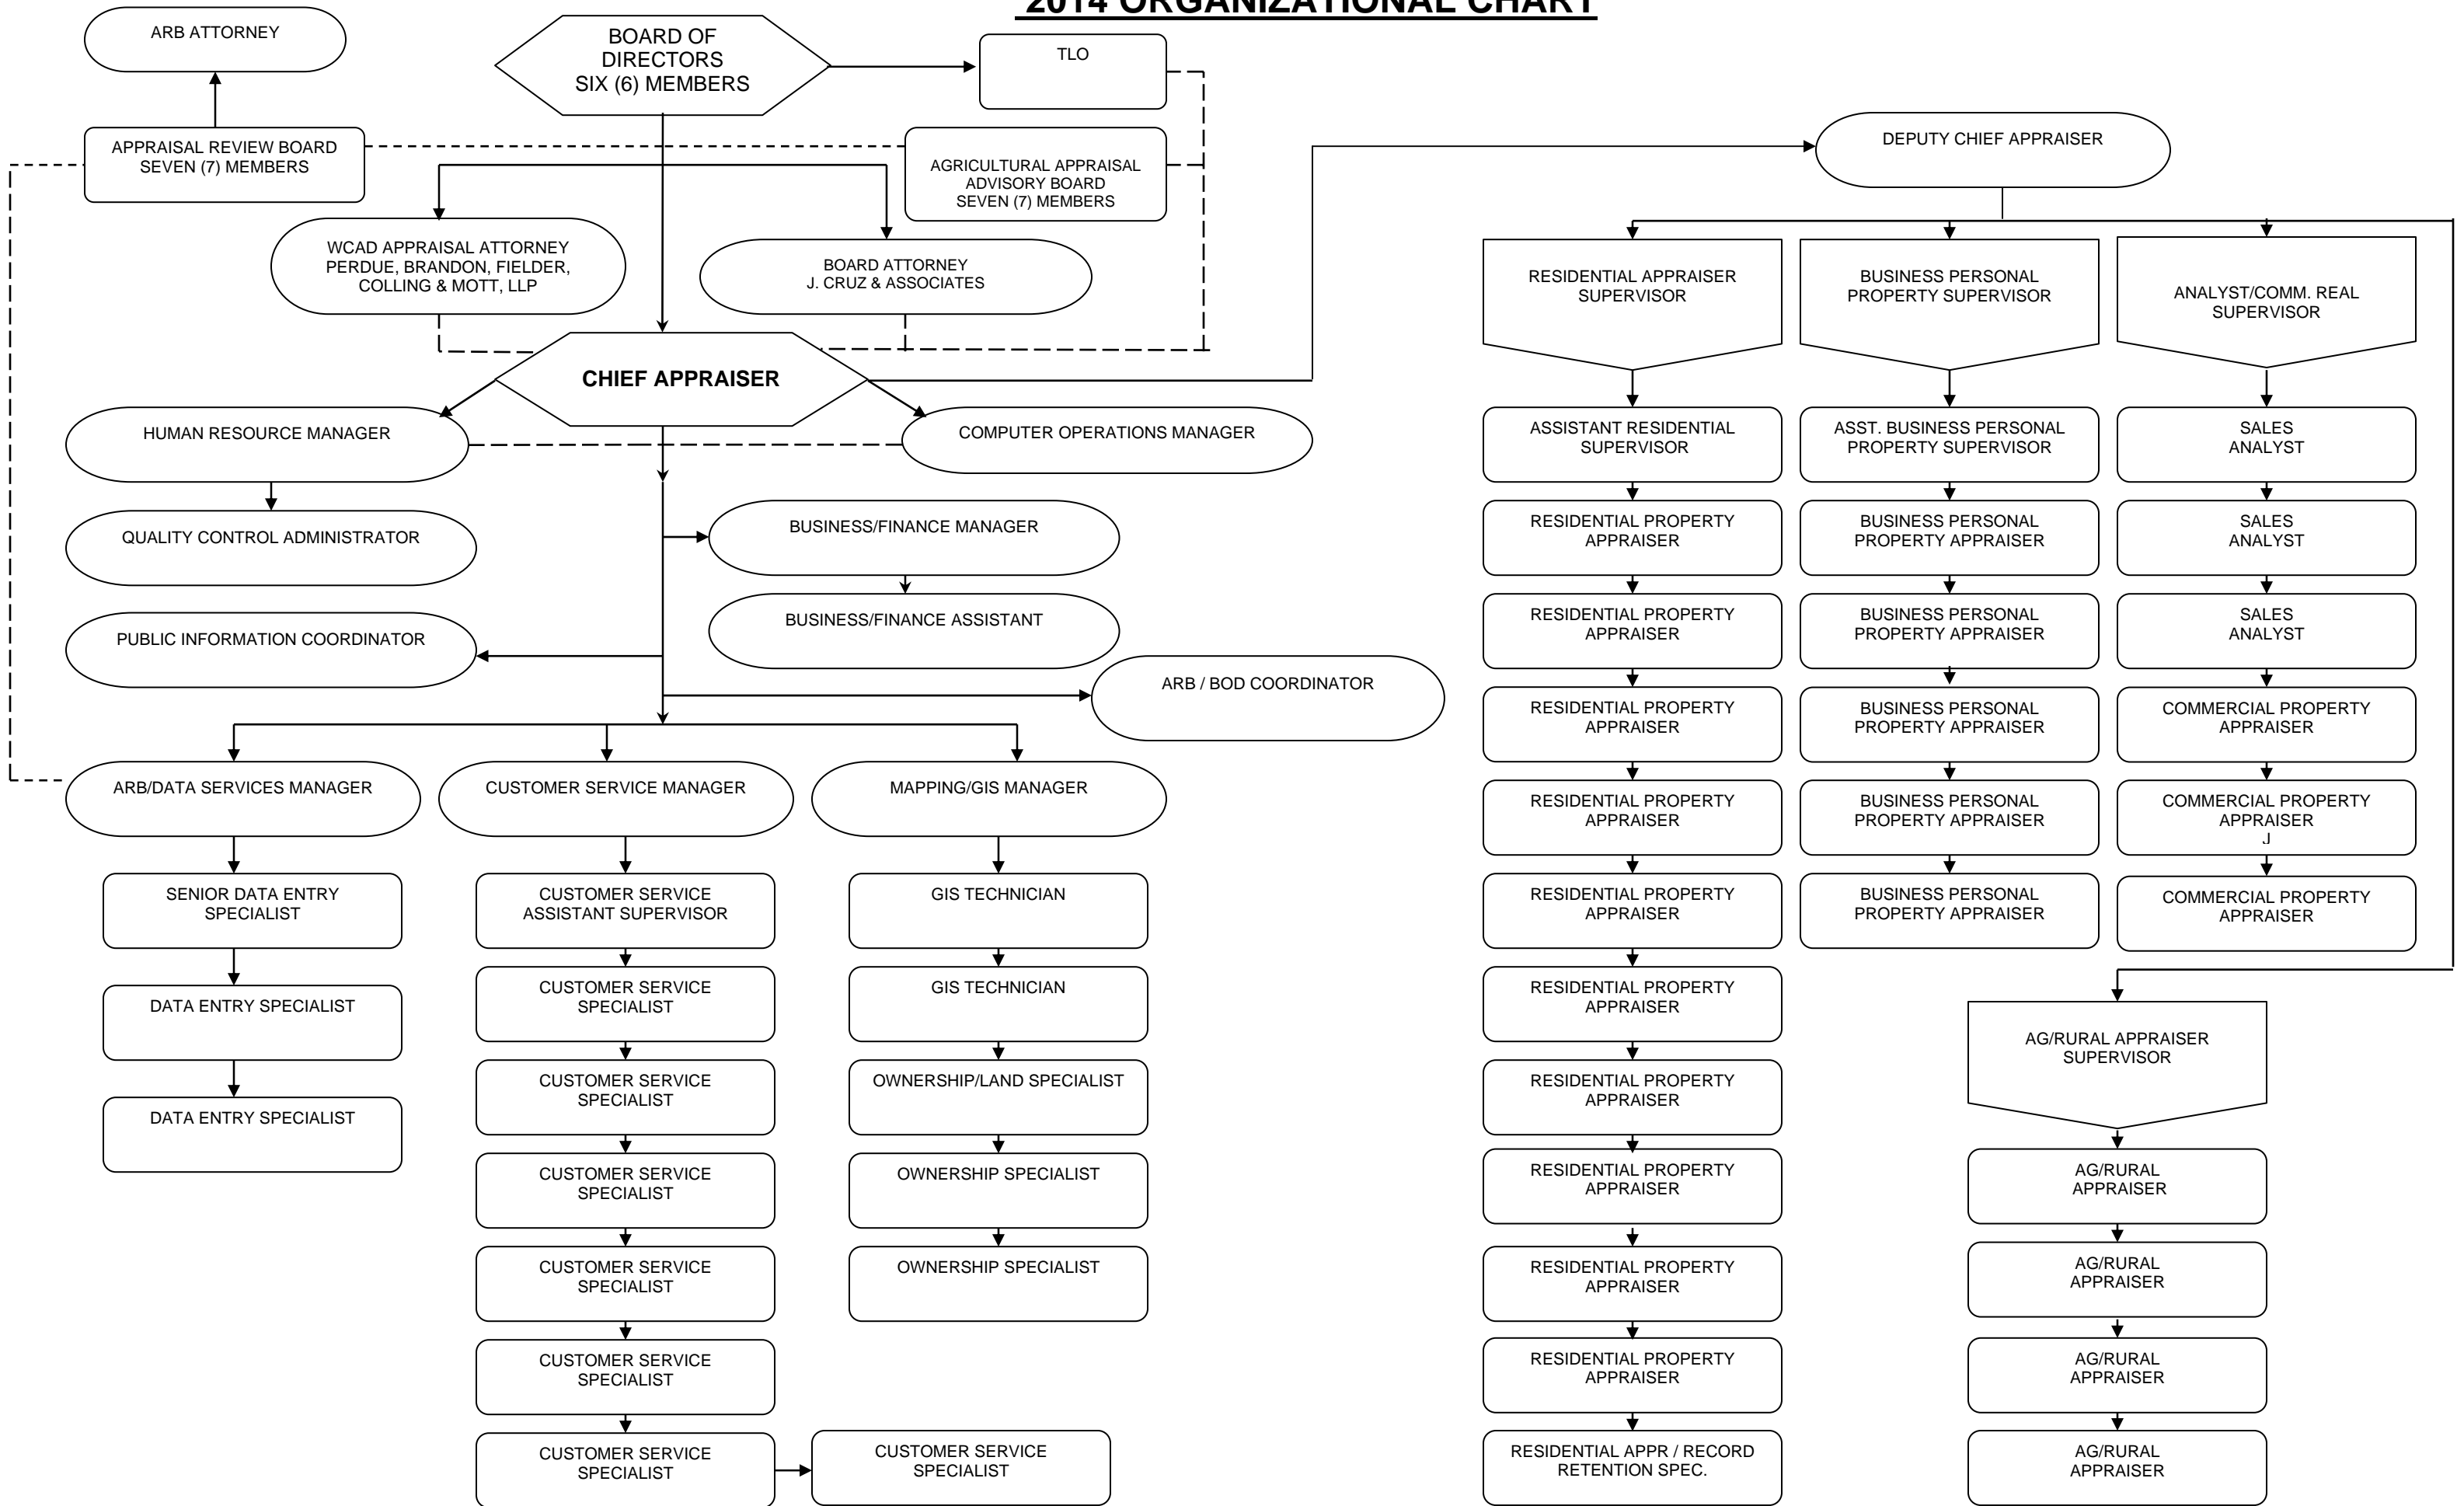 2014 ORGANIZATIONAL CHART
ARB ATTORNEY
BOARD OF
DIRECTORS
SIX (6) MEMBERS
TLO
APPRAISAL REVIEW BOARD
SEVEN (7) MEMBERS
AGRICULTURAL APPRAISAL
ADVISORY BOARD
SEVEN (7) MEMBERS
DEPUTY CHIEF APPRAISER
WCAD APPRAISAL ATTORNEY
PERDUE, BRANDON, FIELDER,
COLLING & MOTT, LLP
BOARD ATTORNEY
J. CRUZ & ASSOCIATES
CHIEF APPRAISER
HUMAN RESOURCE MANAGER
COMPUTER OPERATIONS MANAGER
QUALITY CONTROL ADMINISTRATOR
BUSINESS/FINANCE MANAGER
BUSINESS/FINANCE ASSISTANT
PUBLIC INFORMATION COORDINATOR
ARB / BOD COORDINATOR
ARB/DATA SERVICES MANAGER
SENIOR DATA ENTRY
SPECIALIST
DATA ENTRY SPECIALIST
DATA ENTRY SPECIALIST
CUSTOMER SERVICE MANAGER
CUSTOMER SERVICE
ASSISTANT SUPERVISOR
CUSTOMER SERVICE
SPECIALIST
CUSTOMER SERVICE
SPECIALIST
CUSTOMER SERVICE
SPECIALIST
CUSTOMER SERVICE
SPECIALIST
CUSTOMER SERVICE
SPECIALIST
CUSTOMER SERVICE
SPECIALIST
CUSTOMER SERVICE
SPECIALIST
MAPPING/GIS MANAGER
GIS TECHNICIAN
GIS TECHNICIAN
OWNERSHIP/LAND SPECIALIST
OWNERSHIP SPECIALIST
OWNERSHIP SPECIALIST
RESIDENTIAL APPRAISER
SUPERVISOR
ASSISTANT RESIDENTIAL
SUPERVISOR
RESIDENTIAL PROPERTY
APPRAISER
RESIDENTIAL PROPERTY
APPRAISER
RESIDENTIAL PROPERTY
APPRAISER
RESIDENTIAL PROPERTY
APPRAISER
RESIDENTIAL PROPERTY
APPRAISER
RESIDENTIAL PROPERTY
APPRAISER
RESIDENTIAL PROPERTY
APPRAISER
RESIDENTIAL PROPERTY
APPRAISER
RESIDENTIAL PROPERTY
APPRAISER
RESIDENTIAL PROPERTY
APPRAISER
RESIDENTIAL APPR / RECORD
RETENTION SPEC.
BUSINESS PERSONAL
PROPERTY SUPERVISOR
ASST. BUSINESS PERSONAL
PROPERTY SUPERVISOR
BUSINESS PERSONAL
PROPERTY APPRAISER
BUSINESS PERSONAL
PROPERTY APPRAISER
BUSINESS PERSONAL
PROPERTY APPRAISER
BUSINESS PERSONAL
PROPERTY APPRAISER
BUSINESS PERSONAL
PROPERTY APPRAISER
ANALYST/COMM. REAL
SUPERVISOR
SALES
ANALYST
SALES
ANALYST
SALES
ANALYST
COMMERCIAL PROPERTY
APPRAISER
COMMERCIAL PROPERTY
APPRAISER
J
COMMERCIAL PROPERTY
APPRAISER
AG/RURAL APPRAISER
SUPERVISOR
AG/RURAL
APPRAISER
AG/RURAL
APPRAISER
AG/RURAL
APPRAISER
AG/RURAL
APPRAISER